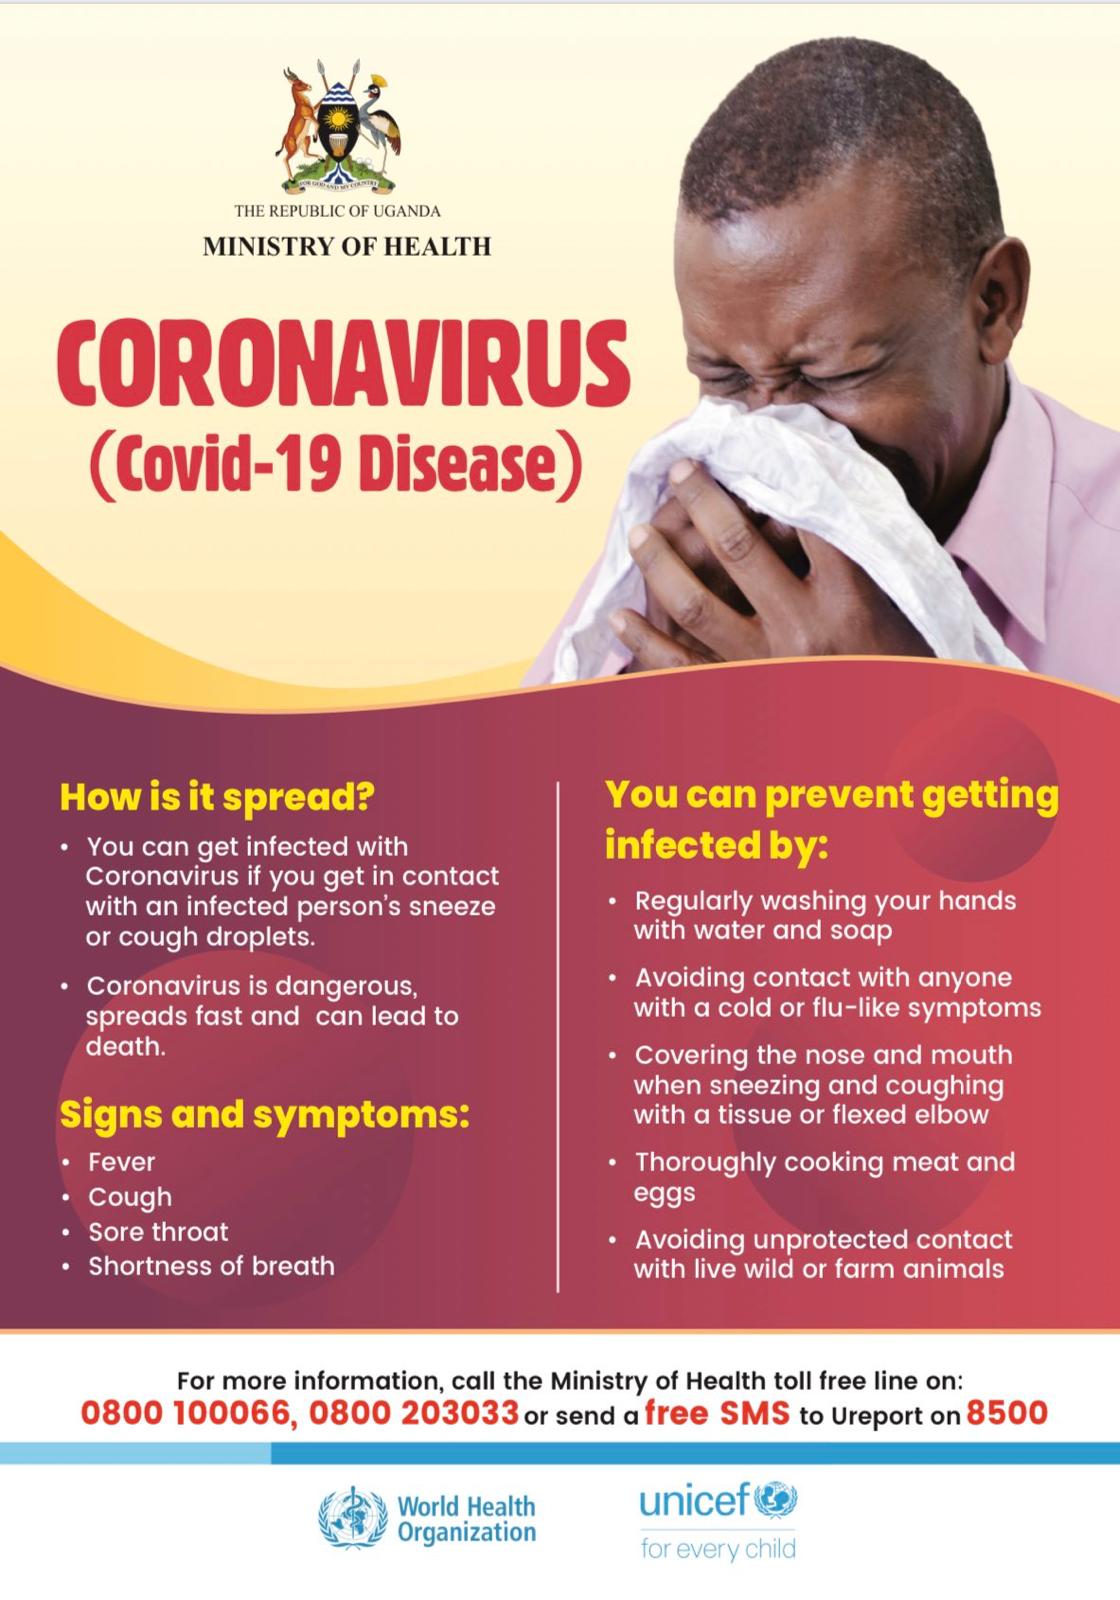 FOR GOD AND MY COUNTRY
THE REPUBLIC OF UGANDA
MINISTRY OF HEALTH
CORONAVIRUS
(Covid-19 Disease)
How is it spread?
• You can get infected with
Coronavirus if you get in contact
with an infected person's sneeze
or cough droplets.
• Coronavirus is dangerous,
spreads fast and  can lead to
death.
Signs and symptoms:
• Fever
• Cough
• Sore throat
• Shortness of breath
You can prevent getting
infected by:
• Regularly washing your hands
with water and soap
• Avoiding contact with anyone
with a cold or flu-like symptoms
• Covering the nose and mouth
when sneezing and coughing
with a tissue or flexed elbow
• Thoroughly cooking meat and
eggs
• Avoiding unprotected contact
with live wild or farm animals
For more information, call the Ministry of Health toll free line on:
0800 100066, 0800 203033 or send a free SMS to Ureport on 8500
World Health
Organization
unicef
for every child